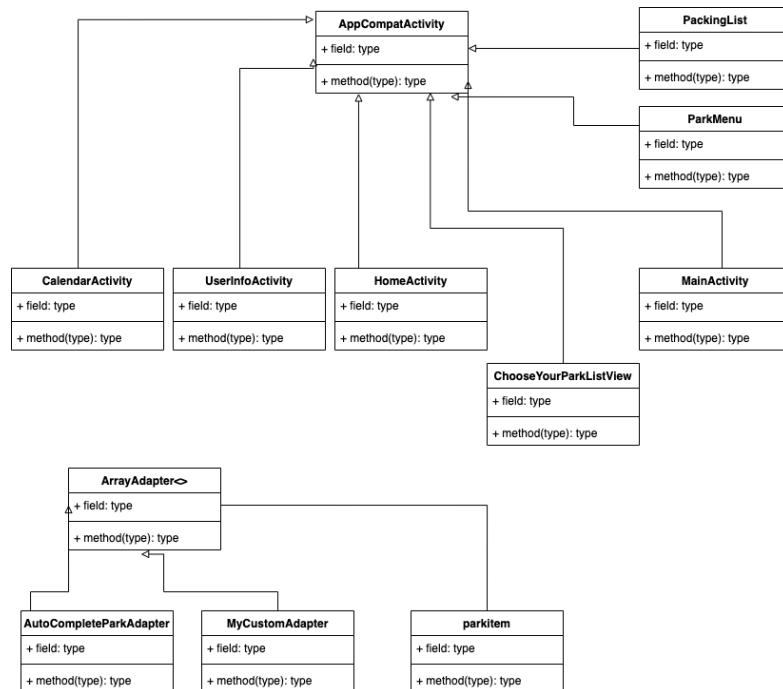 AppCompatActivity
+ field: type
+ method(type): type
PackingList
+ field: type
+ method(type): type
ParkMenu
+ field: type
+ method(type): type
CalendarActivity
+ field: type
+ method(type): type
UserInfoActivity
+ field: type
+ method(type): type
HomeActivity
+ field: type
+ method(type): type
MainActivity
+ field: type
+ method(type): type
ChooseYourParkListView
+ field: type
+ method(type): type
ArrayAdapter<>
+ field: type
+ method(type): type
AutoCompleteParkAdapter
+ field: type
+ method(type): type
MyCustomAdapter
+ field: type
+ method(type): type
parkitem
+ field: type
+ method(type): type